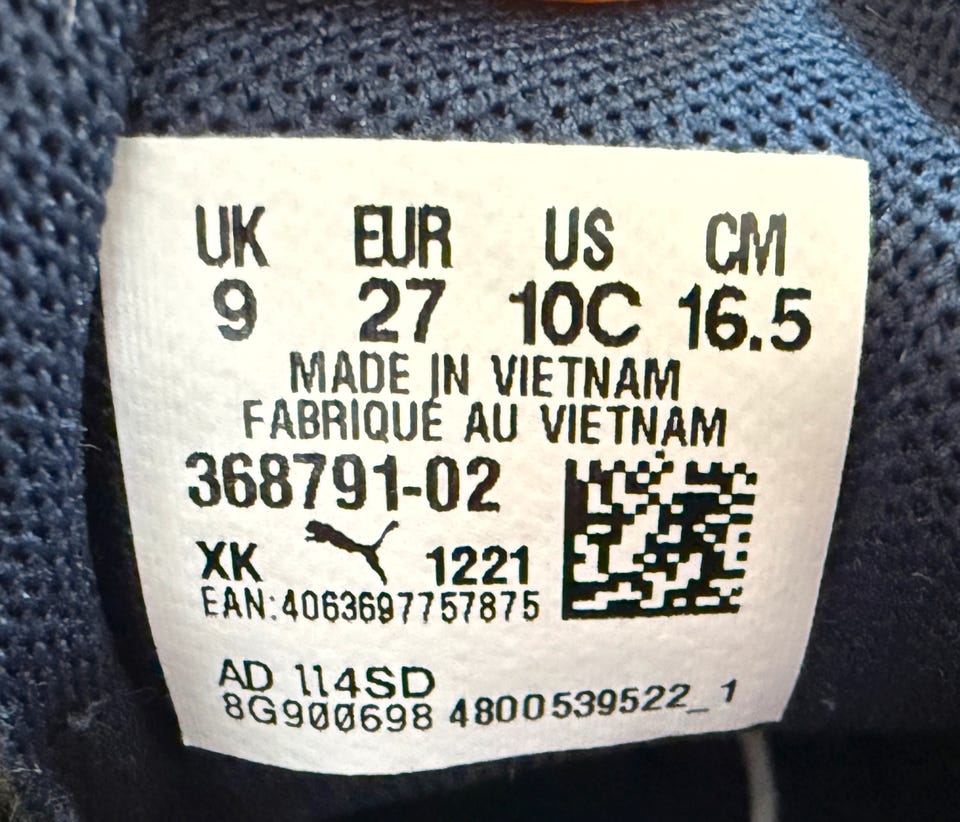 UK EUR US CM
9 27 10C 16.5
MADE IN VIETNAM
FABRIQUÉ AU VIETNAM
368791-02
XK 1221
EAN:4063697757875
AD 114SD
8G900698 4800539522_1